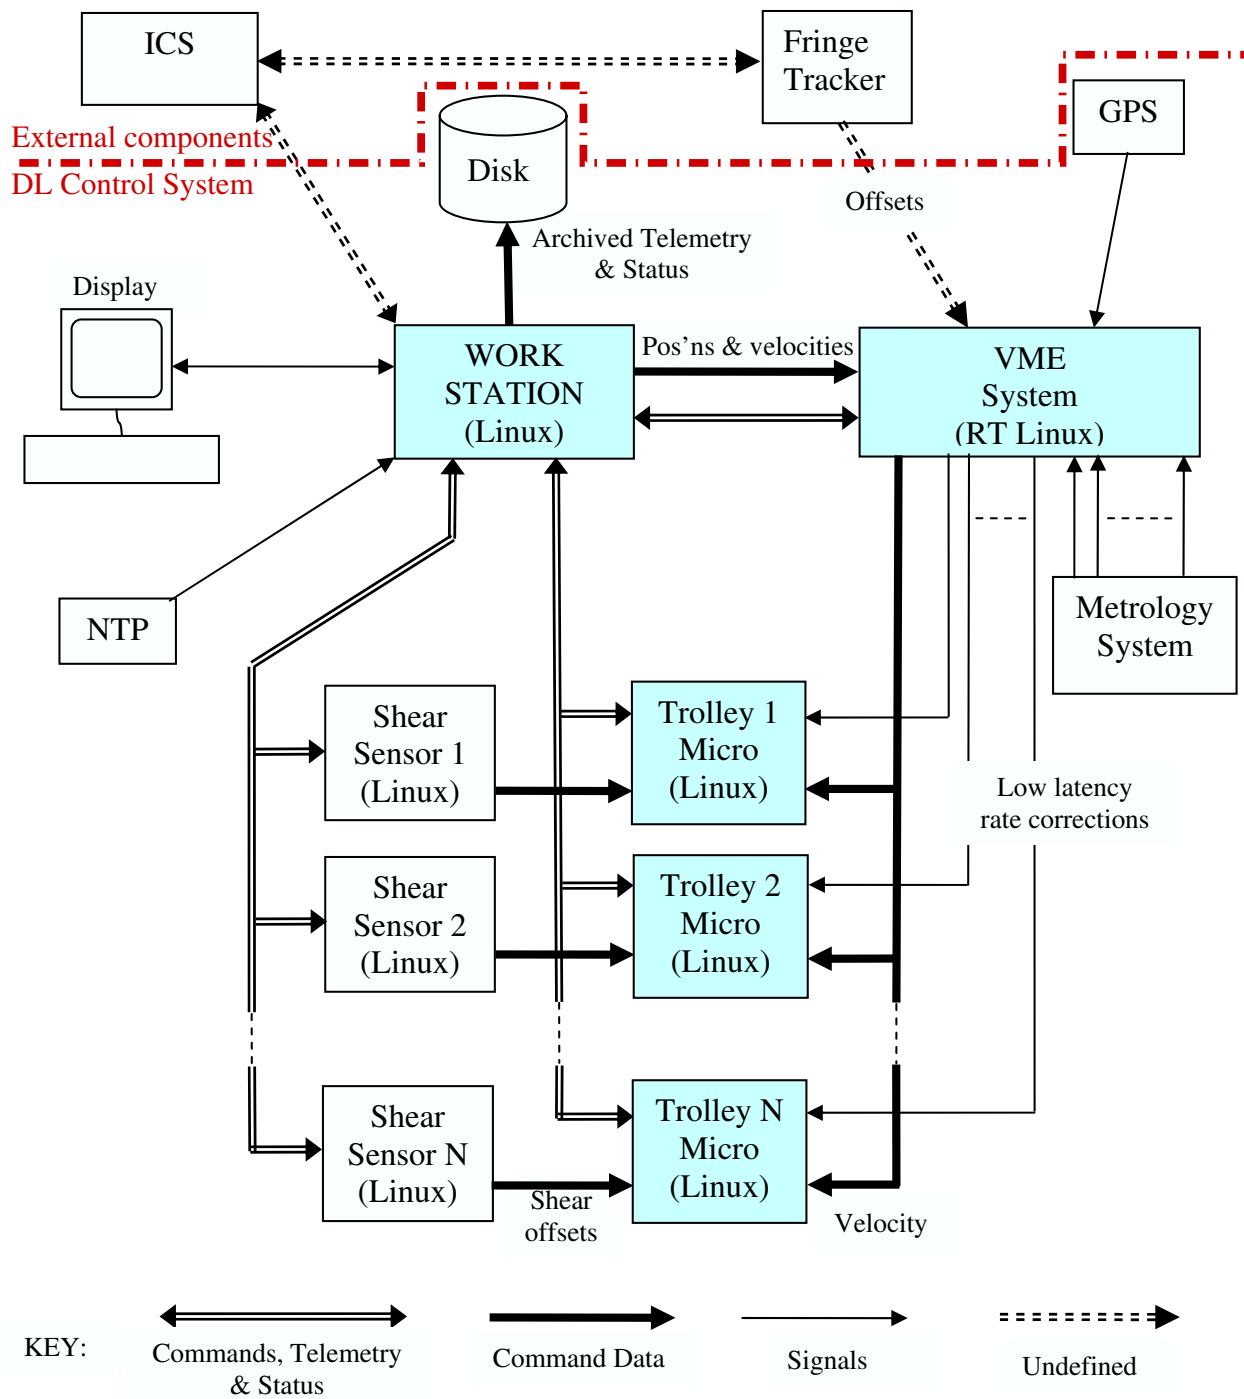 ICS
Fringe
Tracker
GPS
External components
DL Control System
Disk
Offsets
Archived Telemetry
& Status
Display
WORK
STATION
(Linux)
Pos'ns & velocities
VME
System
(RT Linux)
NTP
Metrology
System
Shear
Sensor 1
(Linux)
Trolley 1
Micro
(Linux)
Low latency
rate corrections
Shear
Sensor 2
(Linux)
Trolley 2
Micro
(Linux)
Shear
Sensor N
(Linux)
Trolley N
Micro
(Linux)
Shear
offsets
Velocity
KEY:
Commands, Telemetry
& Status
Command Data
Signals
Undefined